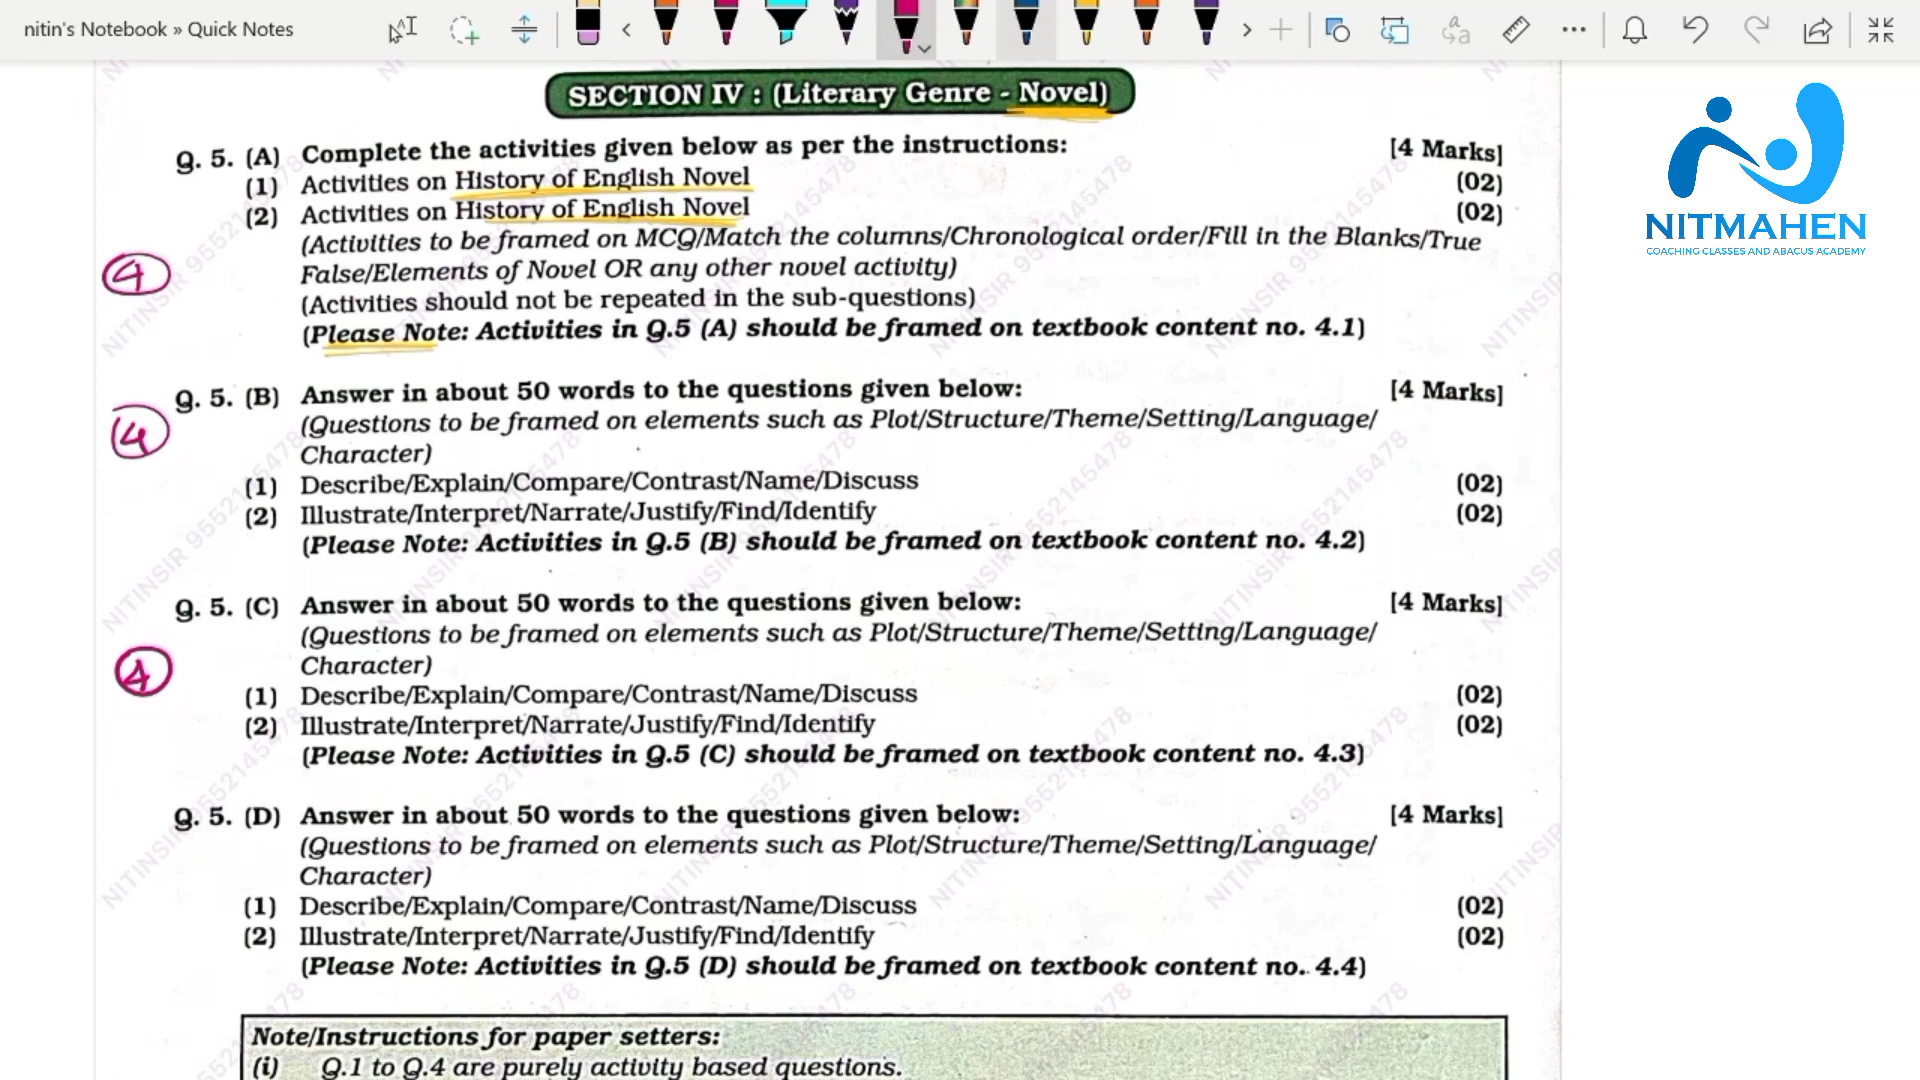 nitin's Notebook » Quick Notes
SECTION IV : (Literary Genre - Novel)
NITMAHEN
COACHING CLASSES AND ABACUS ACADEMY
Q. 5. (A) Complete the activities given below as per the instructions: [4 Marks]
(1) Activities on History of English Novel (02)
(2) Activities on History of English Novel (02)
(Activities to be framed on MCQ/Match the columns/Chronological order/Fill in the Blanks/True
False/Elements of Novel OR any other novel activity)
4
(Activities should not be repeated in the sub-questions)
(Please Note: Activities in Q.5 (A) should be framed on textbook content no. 4.1)
Q. 5. (B) Answer in about 50 words to the questions given below: [4 Marks]
(Questions to be framed on elements such as Plot/Structure/Theme/Setting/Language/
4
Character)
(1) Describe/Explain/Compare/Contrast/Name/Discuss (02)
(2) Illustrate/Interpret/Narrate/Justify/Find/Identify (02)
(Please Note: Activities in Q.5 (B) should be framed on textbook content no. 4.2)
Q. 5. (C) Answer in about 50 words to the questions given below: [4 Marks]
(Questions to be framed on elements such as Plot/Structure/Theme/Setting/Language/
Character)
4
(1) Describe/Explain/Compare/Contrast/Name/Discuss (02)
(2) Illustrate/Interpret/Narrate/Justify/Find/Identify (02)
(Please Note: Activities in Q.5 (C) should be framed on textbook content no. 4.3)
Q. 5. (D) Answer in about 50 words to the questions given below: [4 Marks]
(Questions to be framed on elements such as Plot/Structure/Theme/Setting/Language/
Character)
(1) Describe/Explain/Compare/Contrast/Name/Discuss (02)
(2) Illustrate/Interpret/Narrate/Justify/Find/Identify (02)
(Please Note: Activities in Q.5 (D) should be framed on textbook content no. 4.4)
Note/Instructions for paper setters:
(i) Q.1 to Q.4 are purely activity based questions.
NITINSIR 9552145478